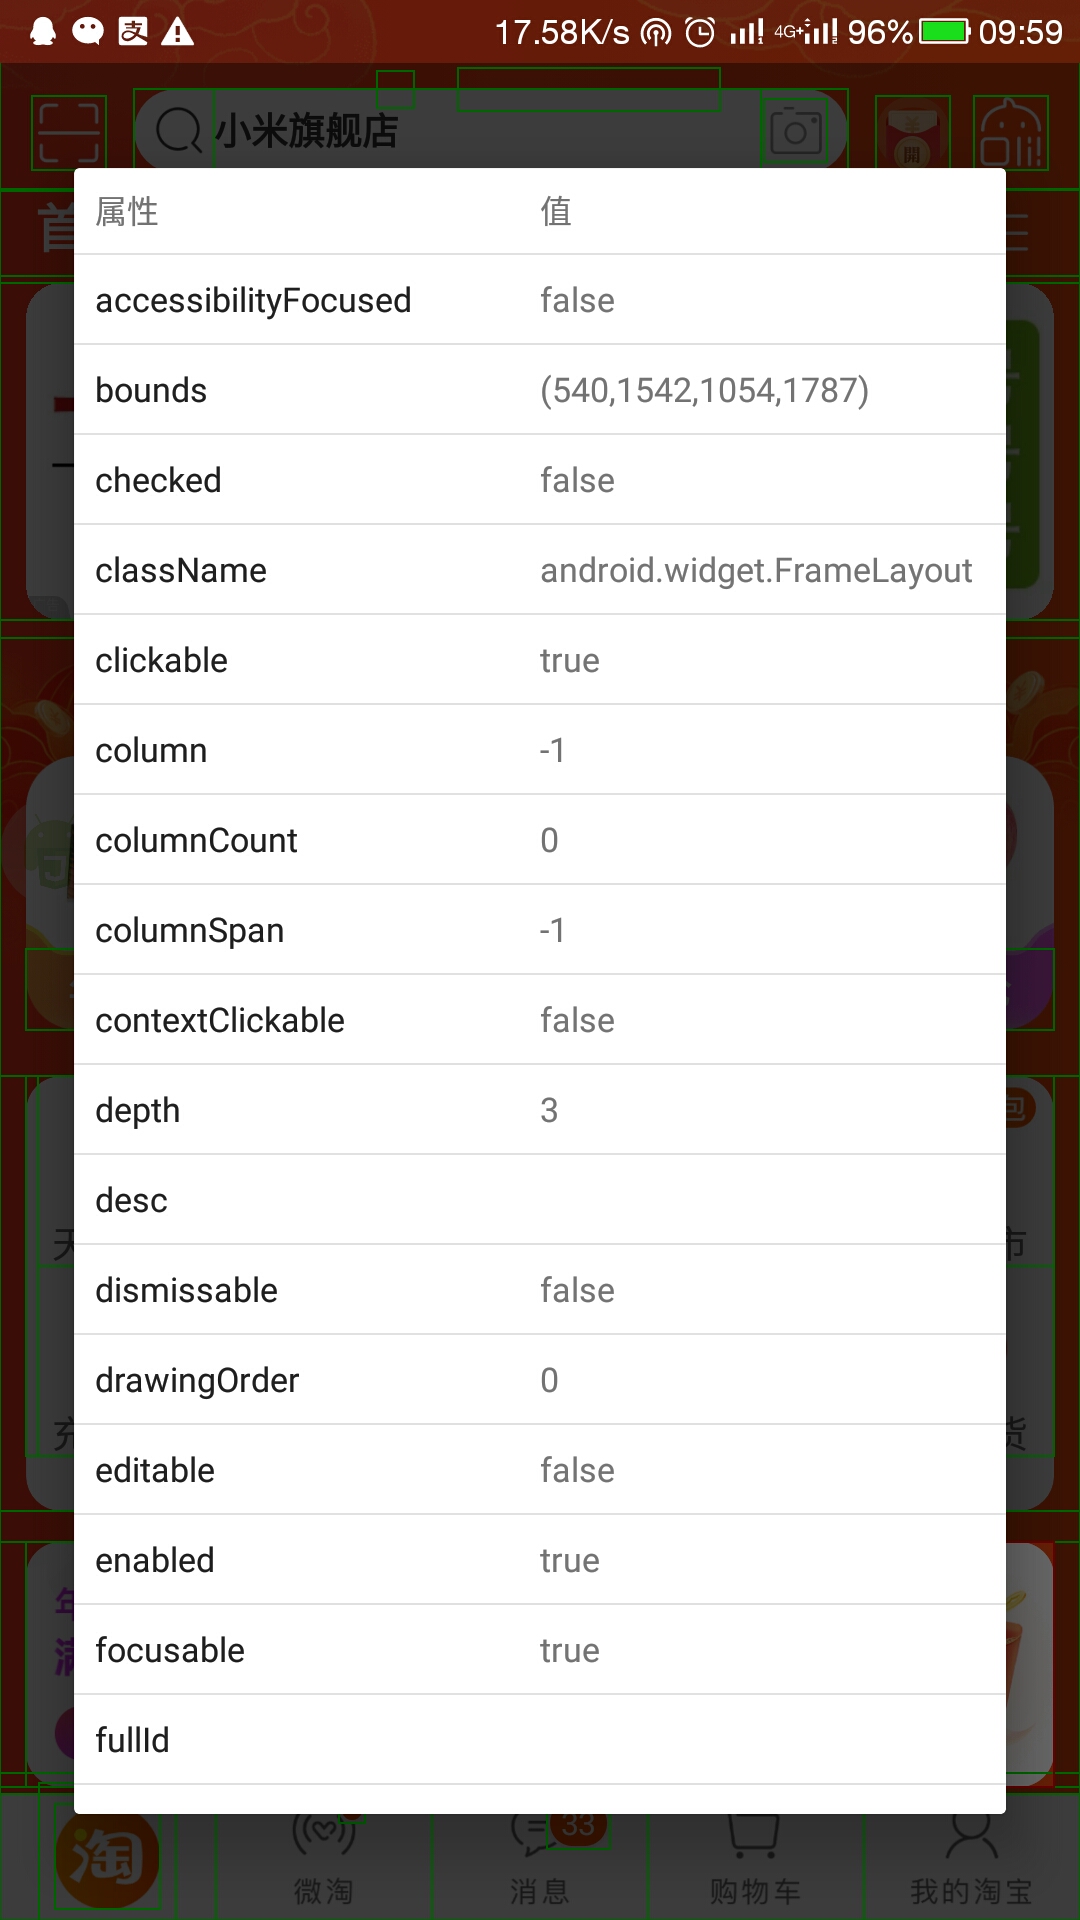 17.58K/s 4G+ 96% 09:59
小米旗舰店
首
属性 值
accessibilityFocused false
bounds (540,1542,1054,1787)
checked false
className android.widget.FrameLayout
clickable true
column -1
columnCount 0
columnSpan -1
contextClickable false
depth 3
desc
dismissable false
drawingOrder 0
editable false
enabled true
focusable true
fullId
淘 微淘 消息 33 购物车 我的淘宝